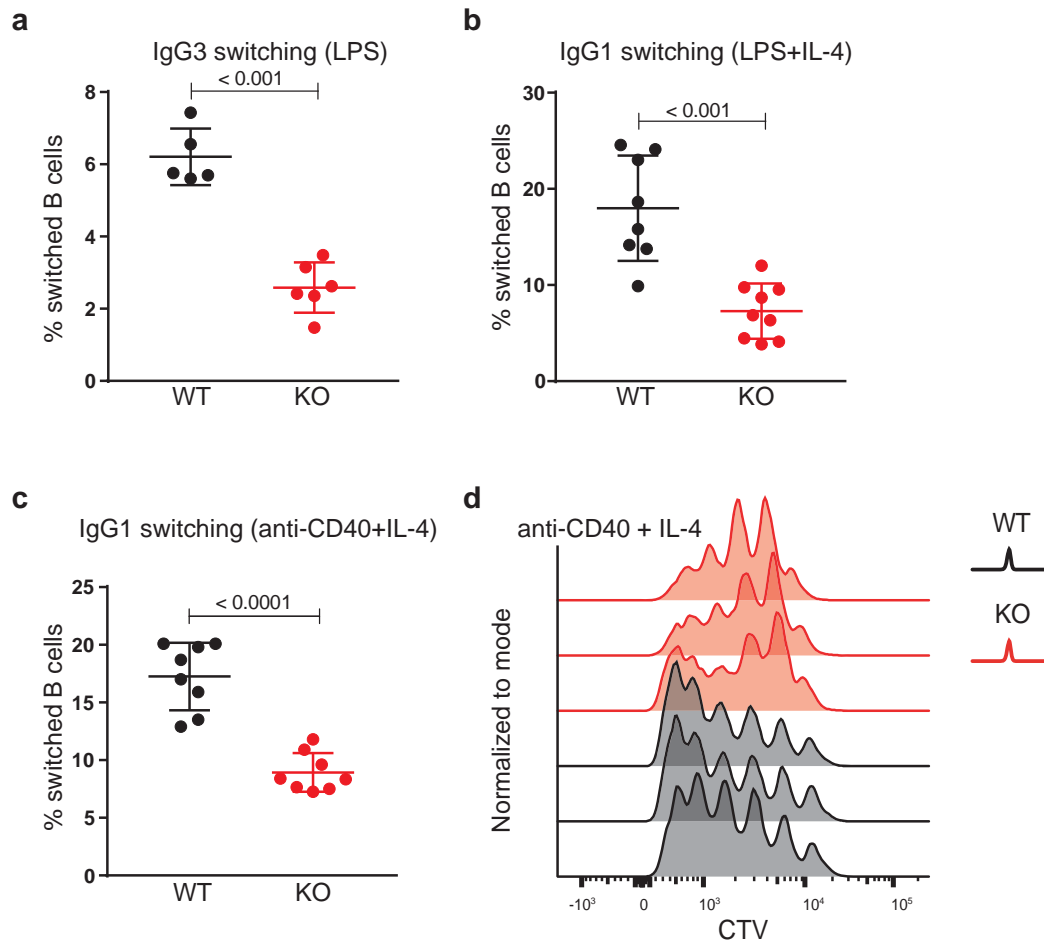 a
IgG3 switching (LPS)
< 0.001
% switched B cells
8
6
4
2
0
WT
KO
b
IgG1 switching (LPS+IL-4)
< 0.001
% switched B cells
30
20
10
0
WT
KO
c
IgG1 switching (anti-CD40+IL-4)
< 0.0001
% switched B cells
25
20
15
10
5
0
WT
KO
d
anti-CD40 + IL-4
Normalized to mode
-10³
0
10³
10⁴
10⁵
CTV
WT
KO